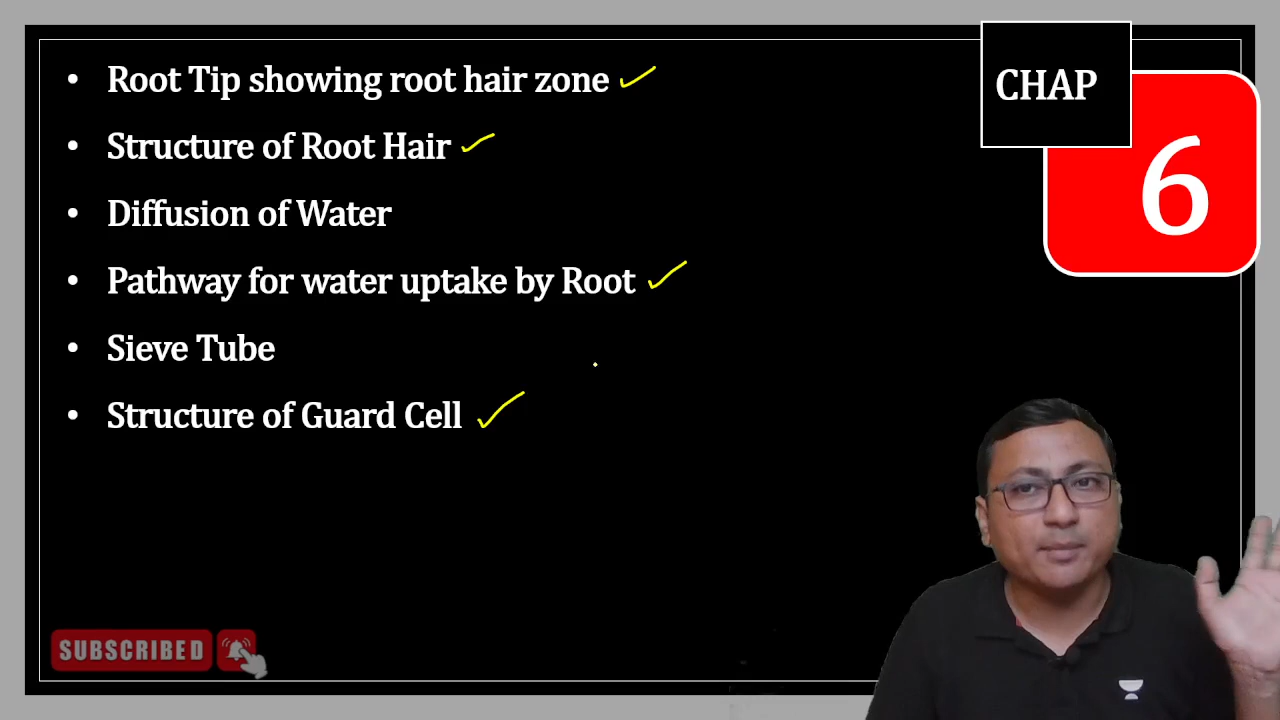 • Root Tip showing root hair zone
• Structure of Root Hair
• Diffusion of Water
• Pathway for water uptake by Root
• Sieve Tube
• Structure of Guard Cell
CHAP
6
SUBSCRIBED